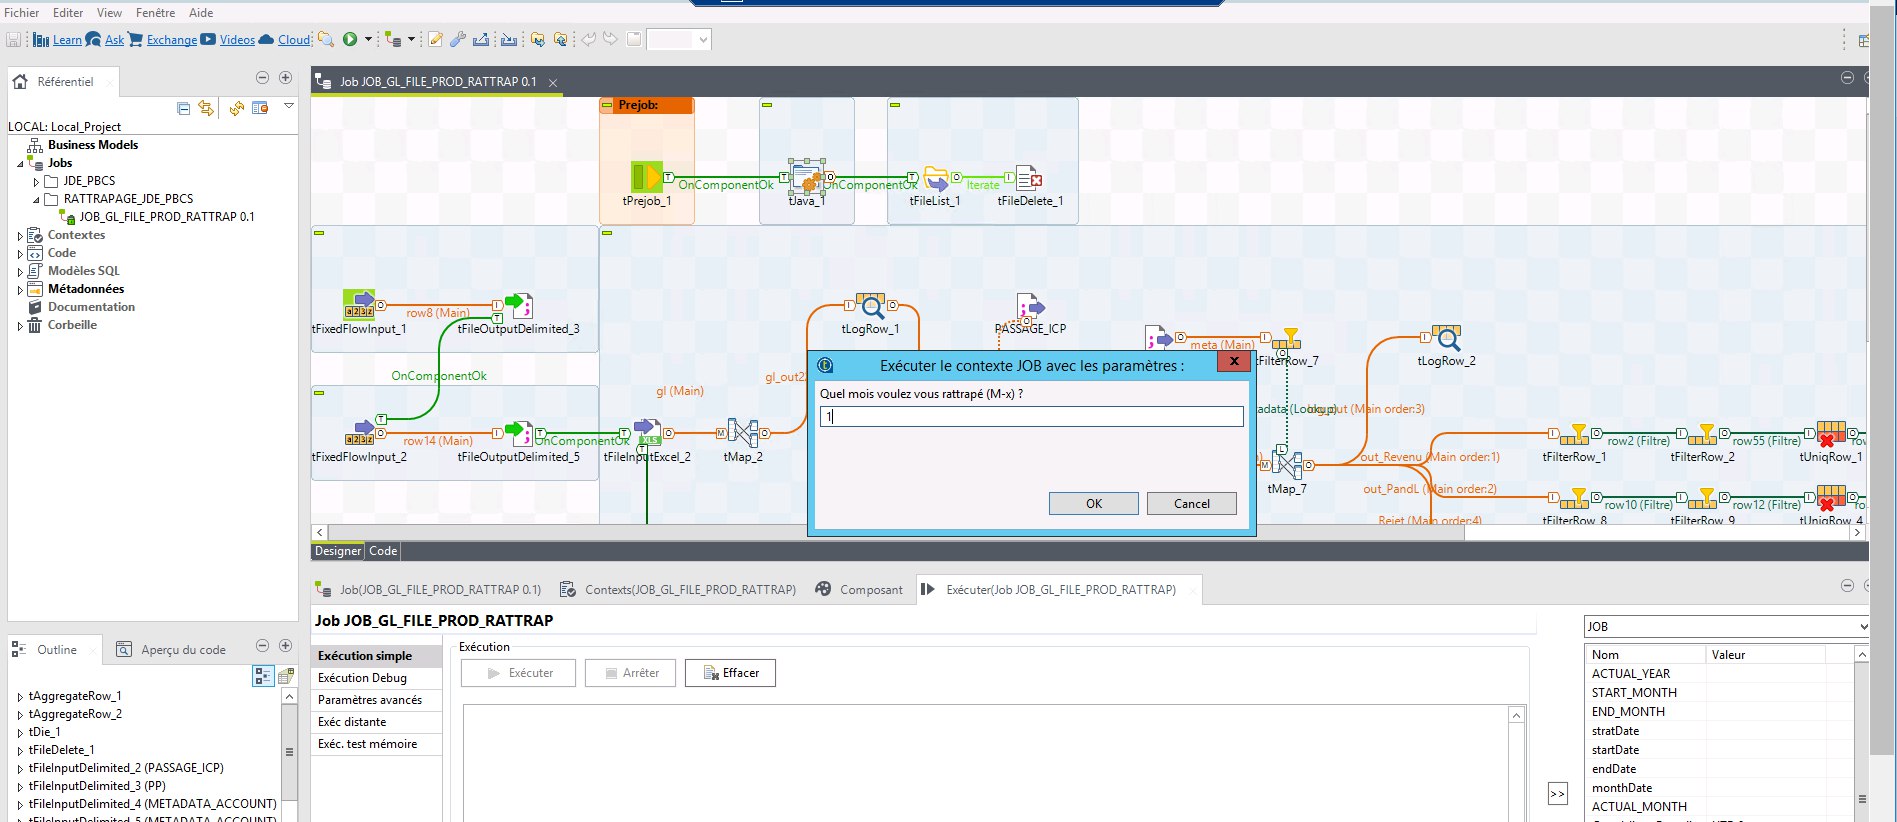 Fichier Editer View Fenêtre Aide
Learn Ask Exchange Videos Cloud
Référentiel
LOCAL: Local_Project
Business Models
Jobs
JDE_PBCS
RATTRAPAGE_JDE_PBCS
JOB_GL_FILE_PROD_RATTRAP 0.1
Contextes
Code
Modèles SQL
Métadonnées
Documentation
Corbeille
Job JOB_GL_FILE_PROD_RATTRAP 0.1
Prejob:
OnComponentOk
OnComponentOk
Iterate
tPrejob_1
tJava_1
tFileList_1
tFileDelete_1
row8 (Main)
tFixedFlowInput_1
tFileOutputDelimited_3
OnComponentOk
row14 (Main)
OnComponentOk
tFixedFlowInput_2
tFileOutputDelimited_5
tFileInputExcel_2
gl (Main)
tMap_2
gl_out2
tLogRow_1
PASSAGE_ICP
meta (Main)
tFilterRow_7
tLogRow_2
adata (Lookup)
out (Main order:3)
tMap_7
out_Revenu (Main order:1)
out_PandL (Main order:2)
Rejet (Main order:4)
row2 (Filtre)
row55 (Filtre)
tFilterRow_1
tFilterRow_2
tUniqRow_1
row10 (Filtre)
row12 (Filtre)
tFilterRow_8
tFilterRow_9
tUniqRow_4
Exécuter le contexte JOB avec les paramètres :
X
Quel mois voulez vous rattrapé (M-x) ?
1
OK
Cancel
Designer Code
Job(JOB_GL_FILE_PROD_RATTRAP 0.1)
Contexts(JOB_GL_FILE_PROD_RATTRAP)
Composant
Exécuter(Job JOB_GL_FILE_PROD_RATTRAP)
Job JOB_GL_FILE_PROD_RATTRAP
Exécution simple
Exécution Debug
Paramètres avancés
Exéc distante
Exéc. test mémoire
Exécution
Exécuter
Arrêter
Effacer
>>
JOB
Nom Valeur
ACTUAL_YEAR
START_MONTH
END_MONTH
stratDate
startDate
endDate
monthDate
ACTUAL_MONTH
Outline
Aperçu du code
tAggregateRow_1
tAggregateRow_2
tDie_1
tFileDelete_1
tFileInputDelimited_2 (PASSAGE_ICP)
tFileInputDelimited_3 (PP)
tFileInputDelimited_4 (METADATA_ACCOUNT)
tFileInputDelimited_5 (METADATA_ACCOUNT)